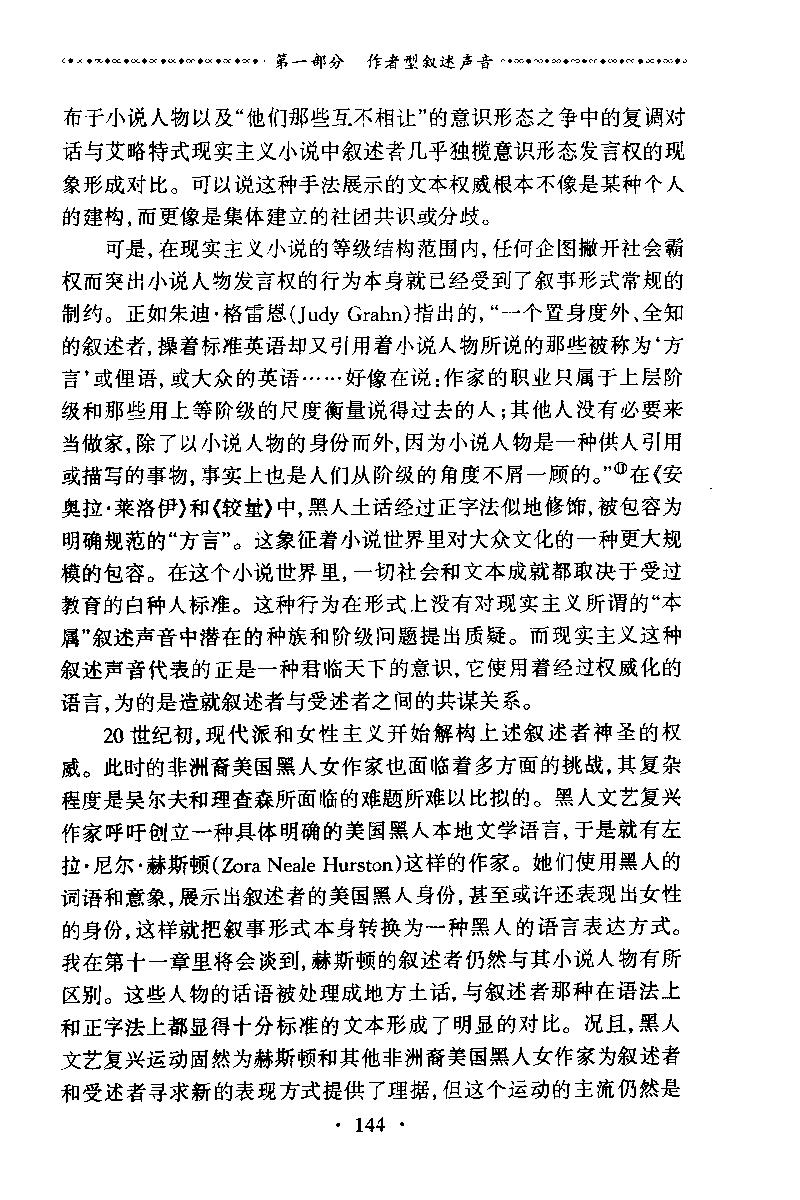 第一部分 作者型叙述声音
布于小说人物以及“他们那些互不相让”的意识形态之争中的复调对
话与艾略特式现实主义小说中叙述者几乎独揽意识形态发言权的现
象形成对比。可以说这种手法展示的文本权威根本不像是某种个人
的建构,而更像是集体建立的社团共识或分歧。
可是,在现实主义小说的等级结构范围内,任何企图撇开社会霸
权而突出小说人物发言权的行为本身就已经受到了叙事形式常规的
制约。正如朱迪·格雷恩(Judy Grahn)指出的,“一个置身度外、全知
的叙述者,操着标准英语却又引用着小说人物所说的那些被称为‘方
言’或俚语,或大众的英语……好像在说:作家的职业只属于上层阶
级和那些用上等阶级的尺度衡量说得过去的人;其他人没有必要来
当做家,除了以小说人物的身份而外,因为小说人物是一种供人引用
或描写的事物,事实上也是人们从阶级的角度不屑一顾的。”⑪在《安
奥拉·莱洛伊》和《较量》中,黑人土话经过正字法似地修饰,被包容为
明确规范的“方言”。这象征着小说世界里对大众文化的一种更大规
模的包容。在这个小说世界里,一切社会和文本成就都取决于受过
教育的白种人标准。这种行为在形式上没有对现实主义所谓的“本
属”叙述声音中潜在的种族和阶级问题提出质疑。而现实主义这种
叙述声音代表的正是一种君临天下的意识,它使用着经过权威化的
语言,为的是造就叙述者与受述者之间的共谋关系。
20 世纪初,现代派和女性主义开始解构上述叙述者神圣的权
威。此时的非洲裔美国黑人女作家也面临着多方面的挑战,其复杂
程度是吴尔夫和理查森所面临的难题所难以比拟的。黑人文艺复兴
作家呼吁创立一种具体明确的美国黑人本地文学语言,于是就有左
拉·尼尔·赫斯顿(Zora Neale Hurston)这样的作家。她们使用黑人的
词语和意象,展示出叙述者的美国黑人身份,甚至或许还表现出女性
的身份,这样就把叙事形式本身转换为一种黑人的语言表达方式。
我在第十一章里将会谈到,赫斯顿的叙述者仍然与其小说人物有所
区别。这些人物的话语被处理成地方土话,与叙述者那种在语法上
和正字法上都显得十分标准的文本形成了明显的对比。况且,黑人
文艺复兴运动固然为赫斯顿和其他非洲裔美国黑人女作家为叙述者
和受述者寻求新的表现方式提供了理据,但这个运动的主流仍然是
· 144 ·